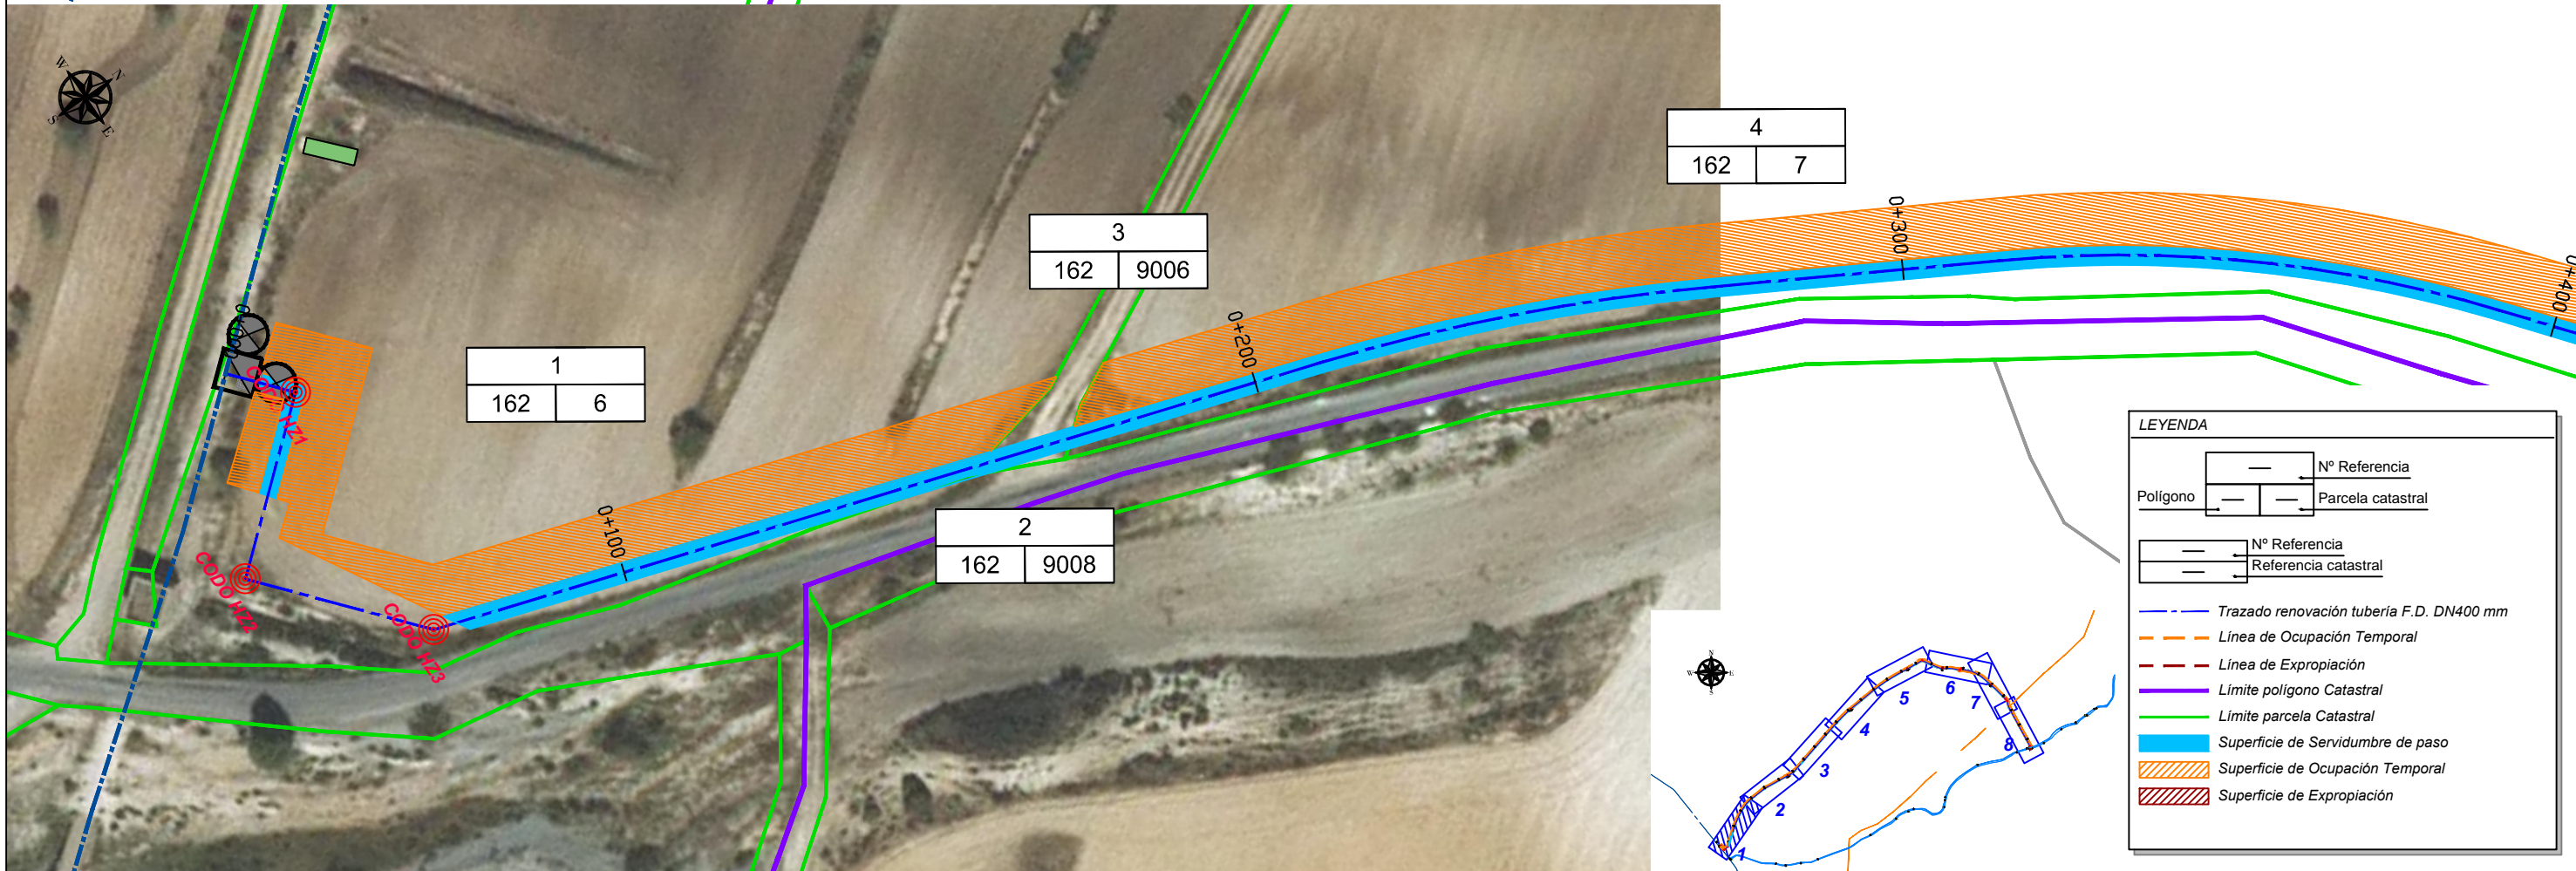 W
N
S
E
4
162
7
3
162
9006
0+300
0+400
0+200
0+000
CODO HZ1
1
162
6
0+100
2
162
9008
CODO HZ2
CODO HZ3
LEYENDA
Nº Referencia
Polígono
Parcela catastral
Nº Referencia
Referencia catastral
Trazado renovación tubería F.D. DN400 mm
Línea de Ocupación Temporal
Línea de Expropiación
Límite polígono Catastral
Límite parcela Catastral
Superficie de Servidumbre de paso
Superficie de Ocupación Temporal
Superficie de Expropiación
N
W
E
S
5
6
7
4
8
3
2
1